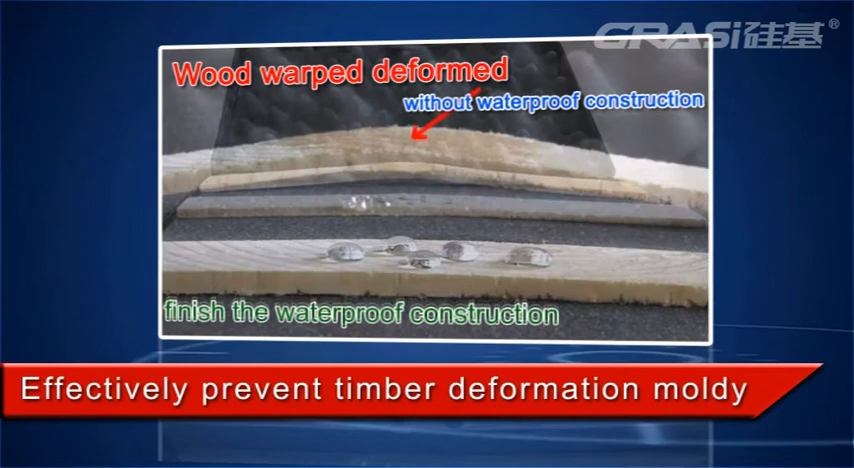 GRASi硅基®
Wood warped deformed
without waterproof construction
finish the waterproof construction
Effectively prevent timber deformation moldy